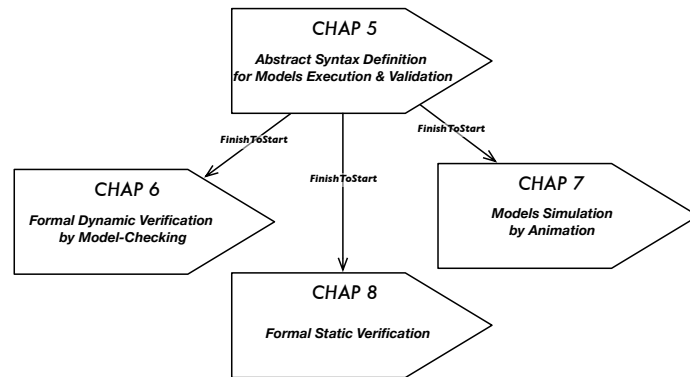 CHAP 5
Abstract Syntax Definition
for Models Execution & Validation
FinishToStart
FinishToStart
FinishToStart
CHAP 6
Formal Dynamic Verification
by Model-Checking
CHAP 7
Models Simulation
by Animation
CHAP 8
Formal Static Verification